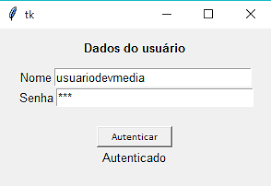 tk
Dados do usuário
Nome usuariodevmedia
Senha ***
Autenticar
Autenticado